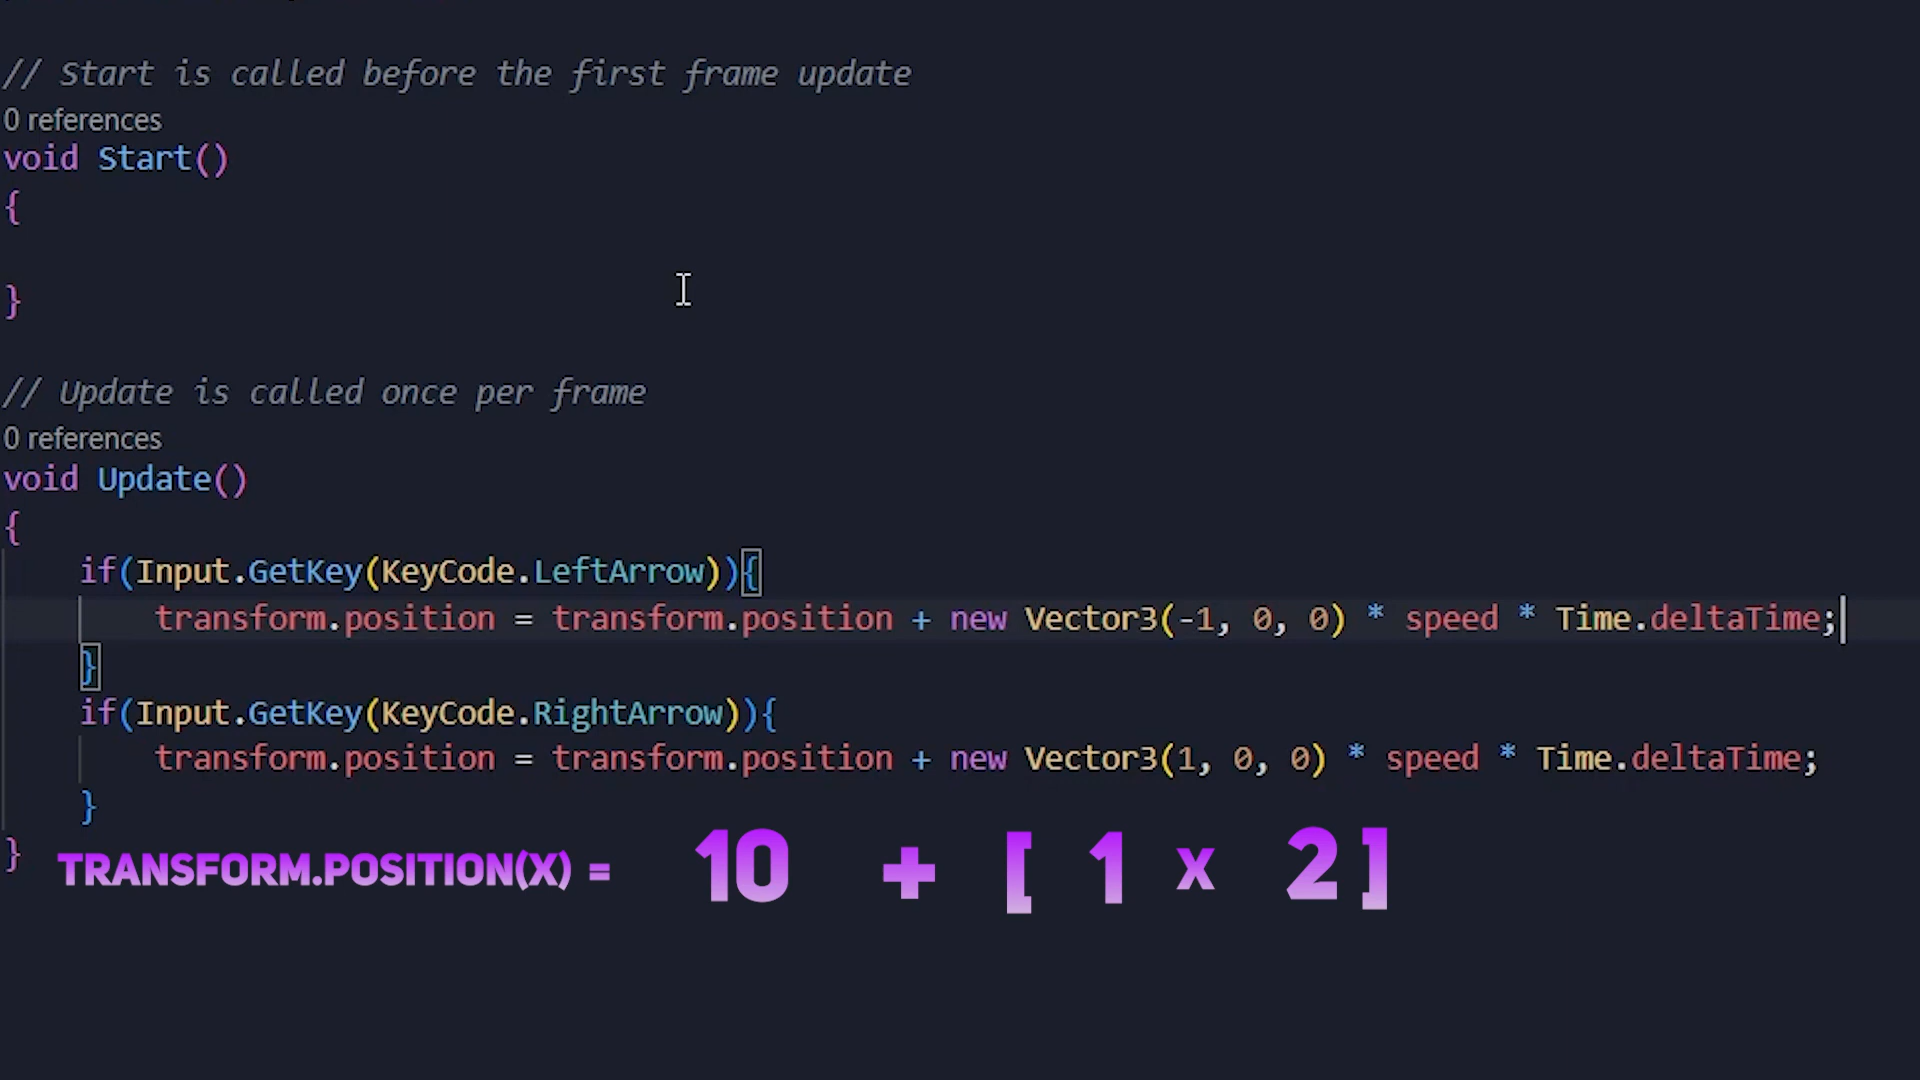 // Start is called before the first frame update
0 references
void Start()
{
}
// Update is called once per frame
0 references
void Update()
{
if(Input.GetKey(KeyCode.LeftArrow)){
transform.position = transform.position + new Vector3(-1, 0, 0) * speed * Time.deltaTime;
}
if(Input.GetKey(KeyCode.RightArrow)){
transform.position = transform.position + new Vector3(1, 0, 0) * speed * Time.deltaTime;
}
}
TRANSFORM.POSITION(X) = 10 + [ 1 x 2 ]